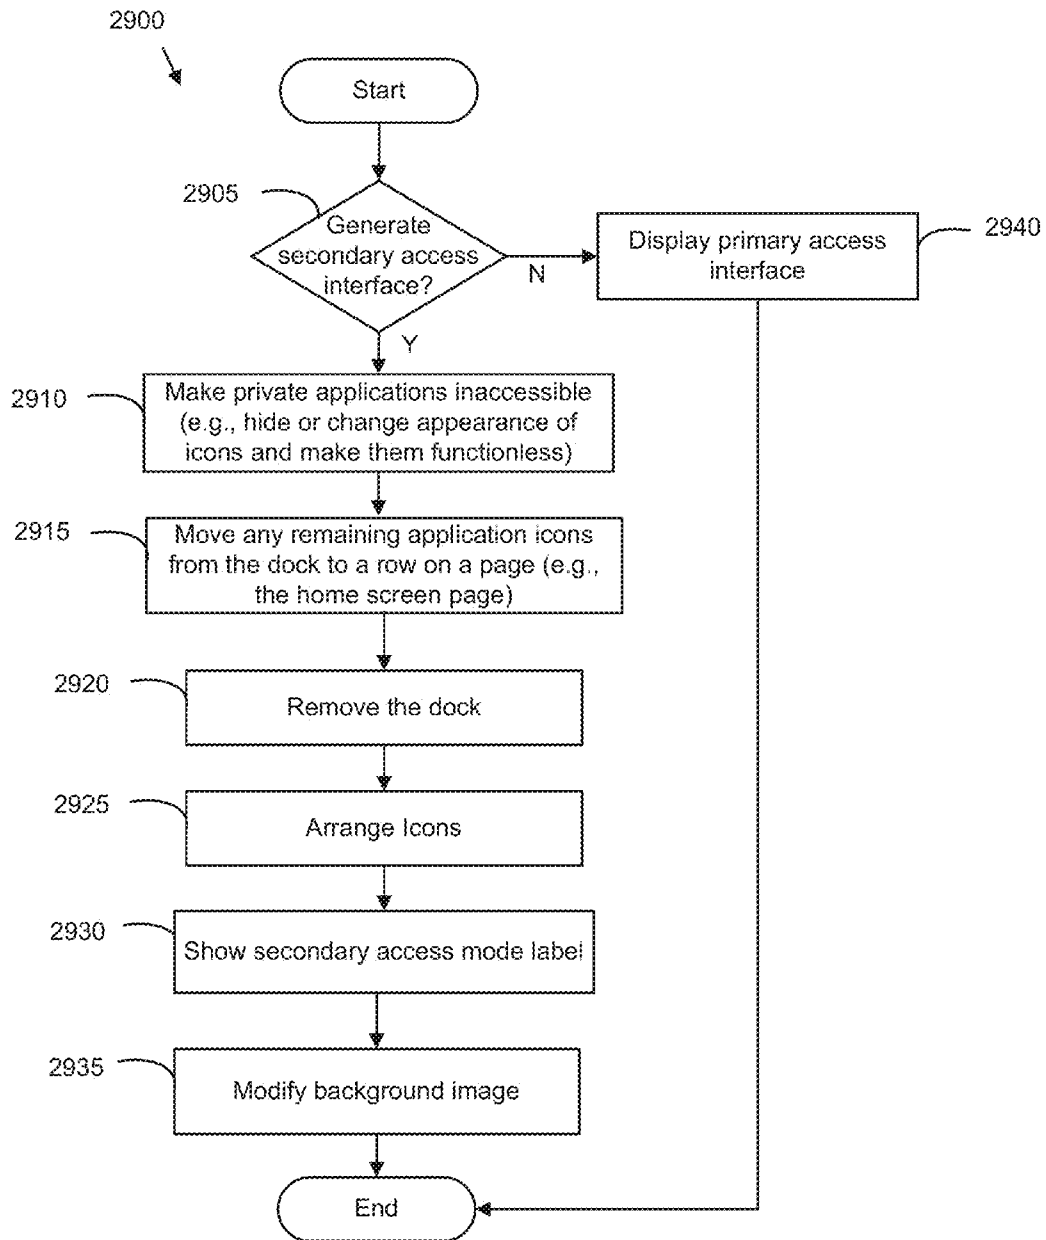 2900
Start
2905
Generate
secondary access
interface?
N
Display primary access
interface
2940
Y
2910
Make private applications inaccessible
(e.g., hide or change appearance of
icons and make them functionless)
2915
Move any remaining application icons
from the dock to a row on a page (e.g.,
the home screen page)
2920
Remove the dock
2925
Arrange Icons
2930
Show secondary access mode label
2935
Modify background image
End